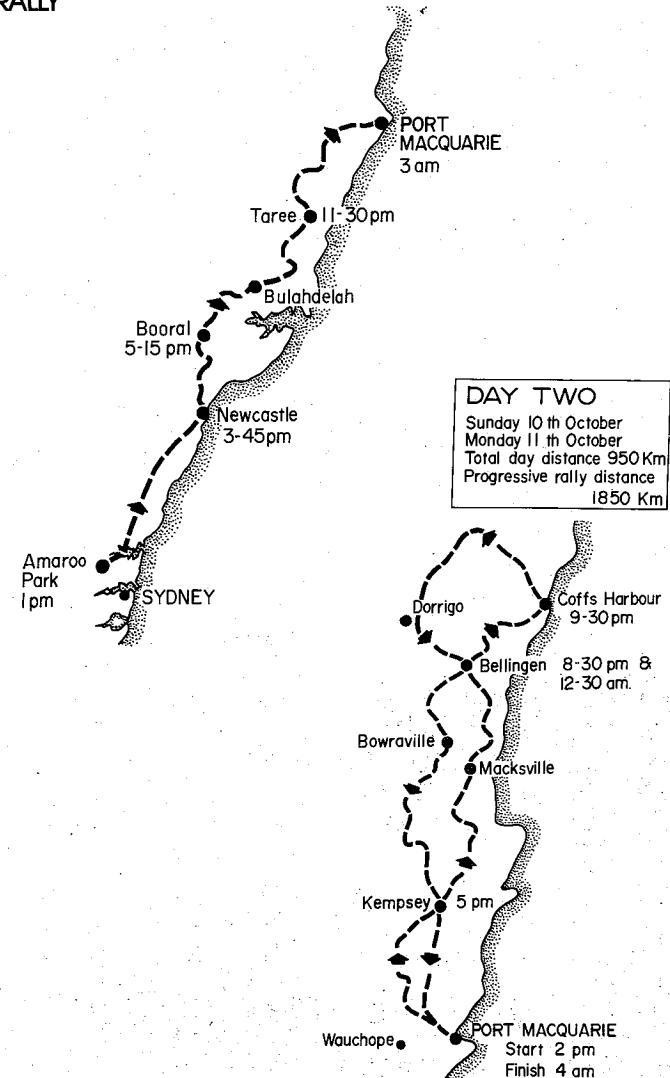 RALLY
PORT
MACQUARIE
3 am
Taree 11-30 pm
Bulahdelah
Booral
5-15 pm
Newcastle
3-45pm
Amaroo
Park
1 pm
SYDNEY
DAY TWO
Sunday 10 th October
Monday 11 th October
Total day distance 950 Km
Progressive rally distance
1850 Km
Coffs Harbour
9-30 pm
Dorrigo
Bellingen 8-30 pm &
12-30 am.
Bowraville
Macksville
Kempsey 5 pm
Wauchope
PORT MACQUARIE
Start 2 pm
Finish 4 am